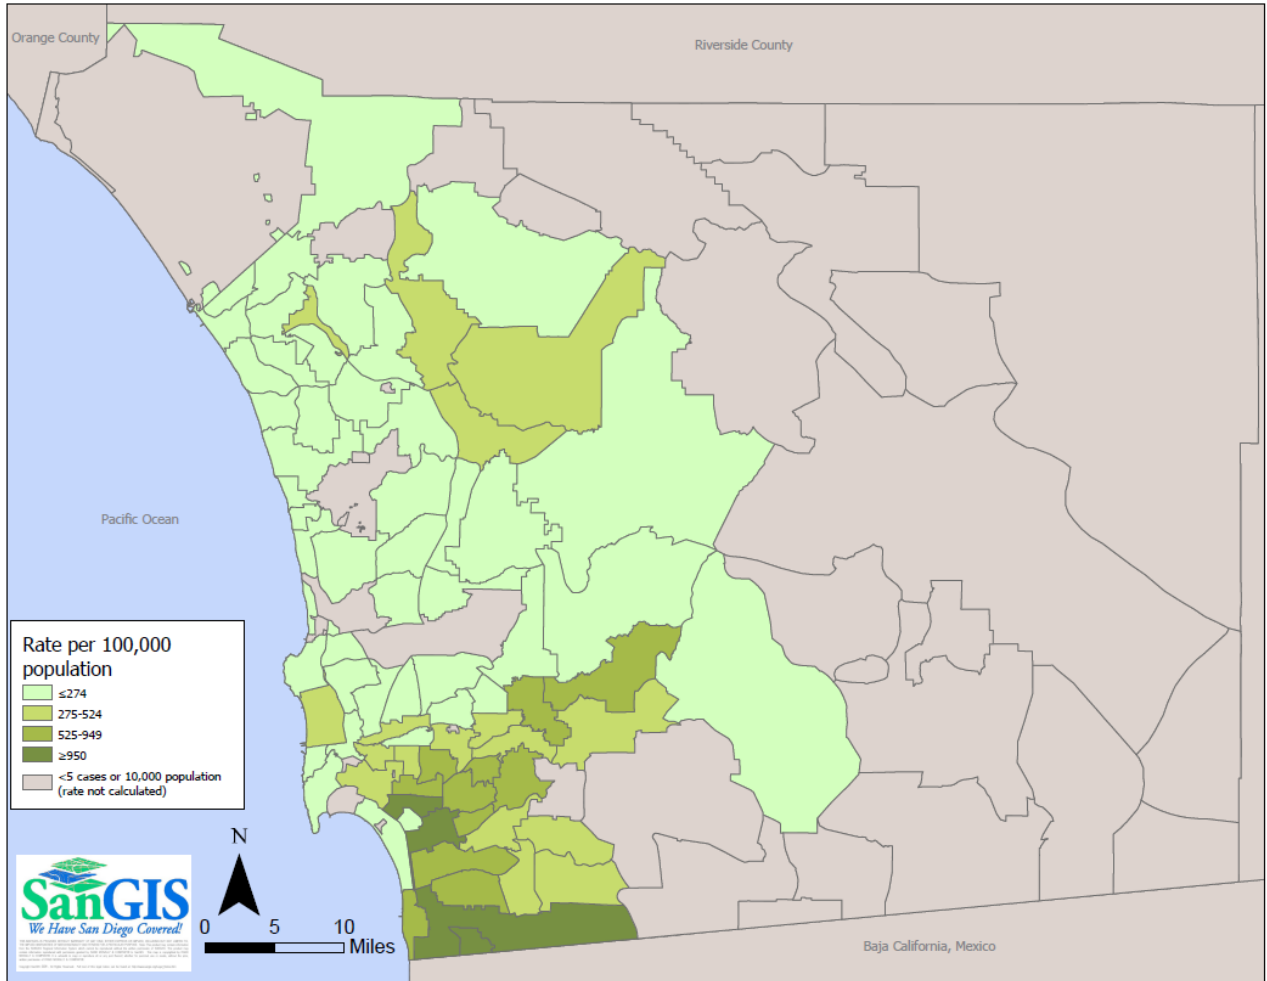 Orange County
Riverside County
Pacific Ocean
Rate per 100,000
population
≤274
275-524
525-949
≥950
<5 cases or 10,000 population
(rate not calculated)
N
SanGIS
We Have San Diego Covered!
0 5 10
Miles
Baja California, Mexico